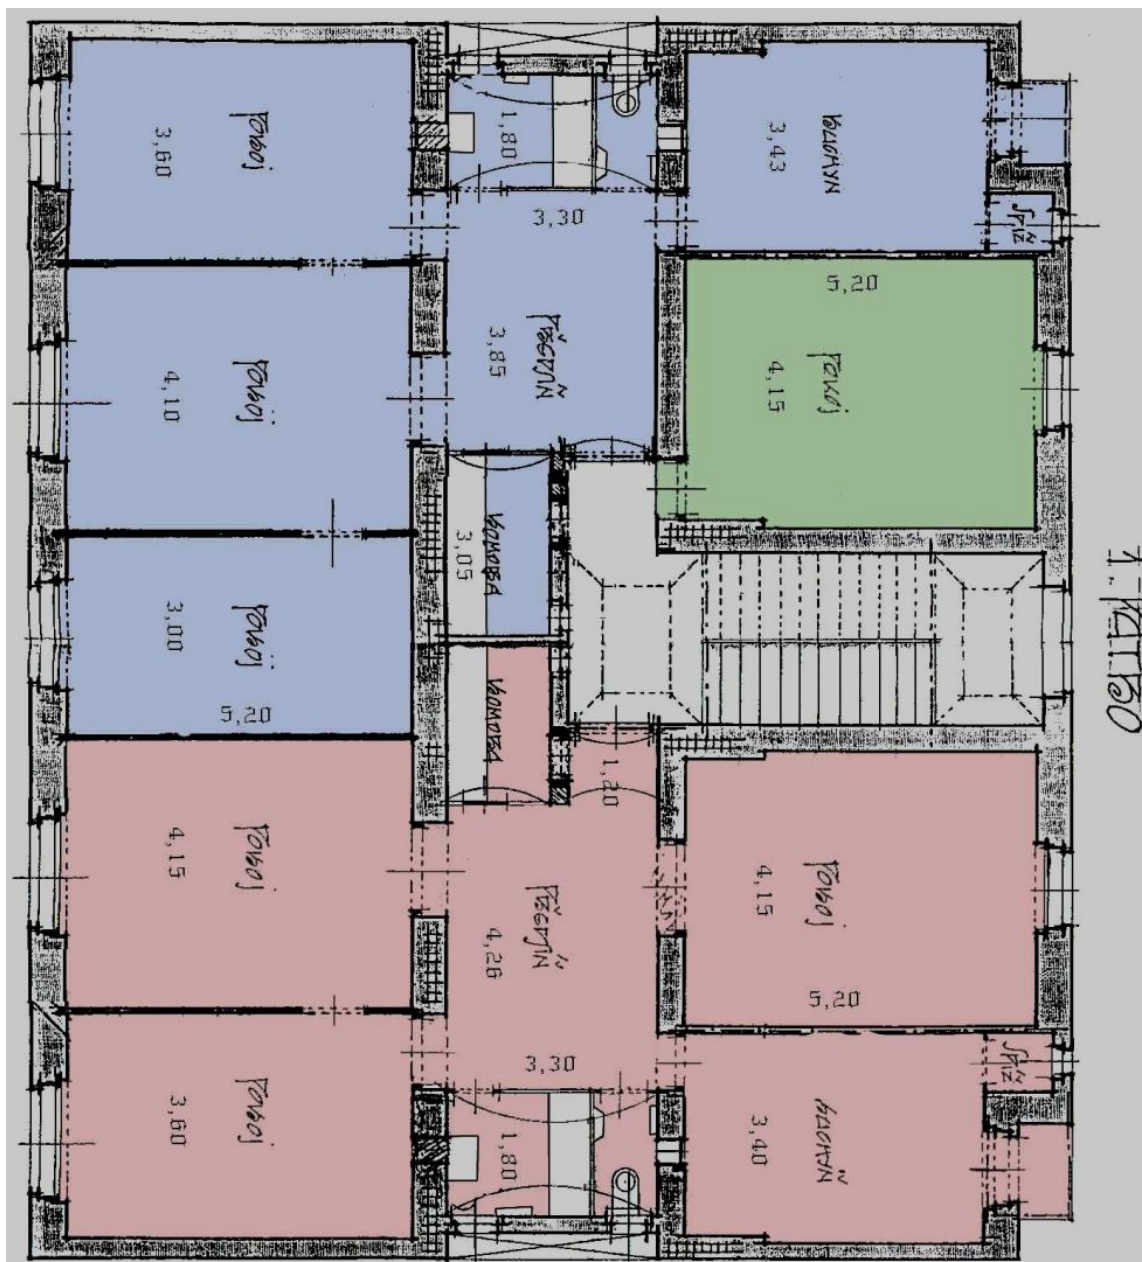 pokoj
3,60
1,80
kuchyň
3,43
3,30
spíž
5,20
pokoj
4,10
předsíň
3,85
pokoj
4,15
komora
3,05
pokoj
3,00
5,20
1. PATRO
komora
1,20
pokoj
4,15
předsíň
4,26
pokoj
4,15
5,20
3,30
spíž
pokoj
3,60
1,80
kuchyň
3,40